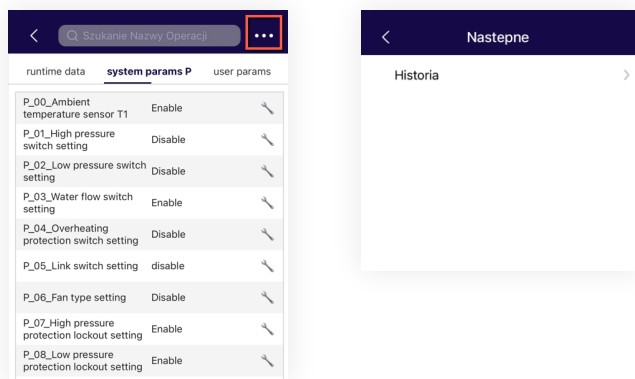 Szukanie Nazwy Operacji
runtime data system params P user params
P_00_Ambient
temperature sensor T1 Enable
P_01_High pressure
switch setting Disable
P_02_Low pressure switch
setting Disable
P_03_Water flow switch
setting Enable
P_04_Overheating
protection switch setting Disable
P_05_Link switch setting disable
P_06_Fan type setting Disable
P_07_High pressure
protection lockout setting Enable
P_08_Low pressure
protection lockout setting Enable
Nastepne
Historia